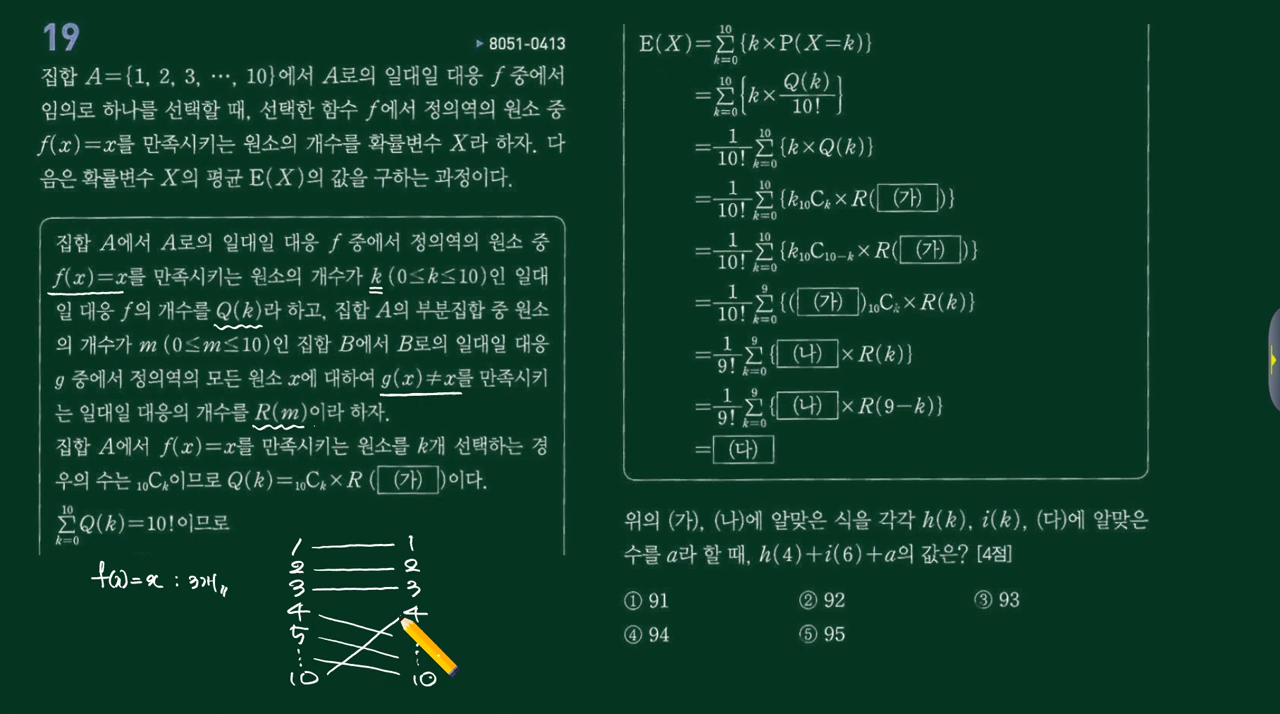 19
▶ 8051-0413
집합 A={1, 2, 3, ⋯, 10}에서 A로의 일대일 대응 f 중에서
임의로 하나를 선택할 때, 선택한 함수 f에서 정의역의 원소 중
f(x)=x를 만족시키는 원소의 개수를 확률변수 X라 하자. 다
음은 확률변수 X의 평균 E(X)의 값을 구하는 과정이다.
집합 A에서 A로의 일대일 대응 f 중에서 정의역의 원소 중
f(x)=x를 만족시키는 원소의 개수가 k (0≤k≤10)인 일대
일 대응 f의 개수를 Q(k)라 하고, 집합 A의 부분집합 중 원소
의 개수가 m (0≤m≤10)인 집합 B에서 B로의 일대일 대응
g 중에서 정의역의 모든 원소 x에 대하여 g(x)≠x를 만족시키
는 일대일 대응의 개수를 R(m)이라 하자.
집합 A에서 f(x)=x를 만족시키는 원소를 k개 선택하는 경
우의 수는 ₁₀Cₖ이므로 Q(k)=₁₀Cₖ×R ( (가) )이다.
∑_{k=0}^{10} Q(k)=10!이므로
f(x)=x : 3개〃
1 1
2 2
3 3
4 4
5
⋮ ⋮
10 10
E(X)=∑_{k=0}^{10} {k×P(X=k)}
=∑_{k=0}^{10} {k×Q(k)/10!}
=1/10! ∑_{k=0}^{10} {k×Q(k)}
=1/10! ∑_{k=0}^{10} {k₁₀Cₖ×R( (가) )}
=1/10! ∑_{k=0}^{10} {k₁₀C₁₀₋ₖ×R( (가) )}
=1/10! ∑_{k=0}^{9} {( (가) )₁₀Cₖ×R(k)}
=1/9! ∑_{k=0}^{9} { (나) ×R(k)}
=1/9! ∑_{k=0}^{9} { (나) ×R(9−k)}
= (다)
위의 (가), (나)에 알맞은 식을 각각 h(k), i(k), (다)에 알맞은
수를 a라 할 때, h(4)+i(6)+a의 값은? [4점]
① 91 ② 92 ③ 93
④ 94 ⑤ 95